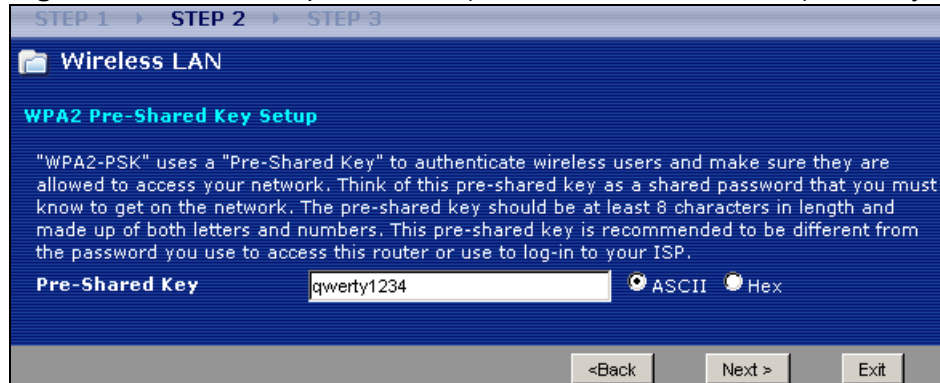 STEP 1 STEP 2 STEP 3
Wireless LAN
WPA2 Pre-Shared Key Setup
"WPA2-PSK" uses a "Pre-Shared Key" to authenticate wireless users and make sure they are
allowed to access your network. Think of this pre-shared key as a shared password that you must
know to get on the network. The pre-shared key should be at least 8 characters in length and
made up of both letters and numbers. This pre-shared key is recommended to be different from
the password you use to access this router or use to log-in to your ISP.
Pre-Shared Key qwerty1234 ASCII Hex
<Back Next > Exit